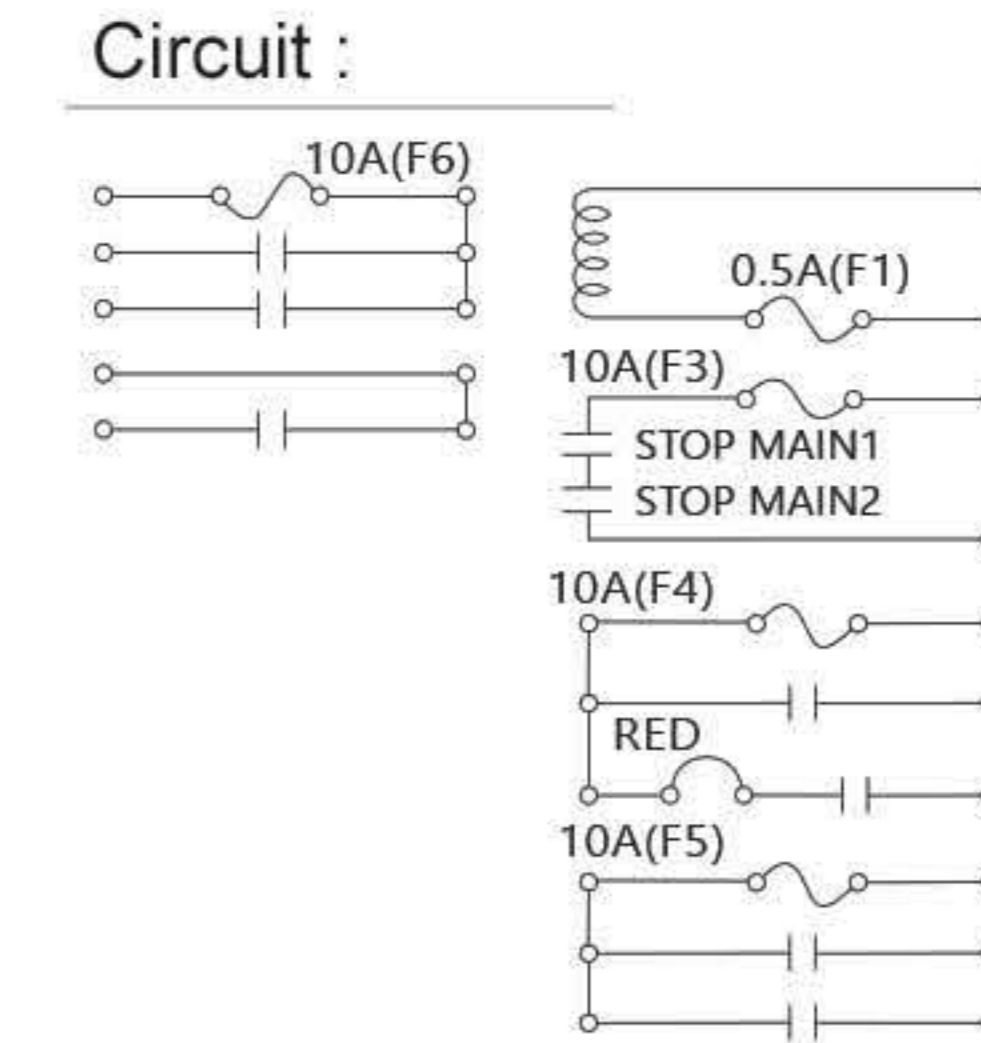 Circuit :
10A(F6)
0.5A(F1)
10A(F3)
STOP MAIN1
STOP MAIN2
10A(F4)
RED
10A(F5)